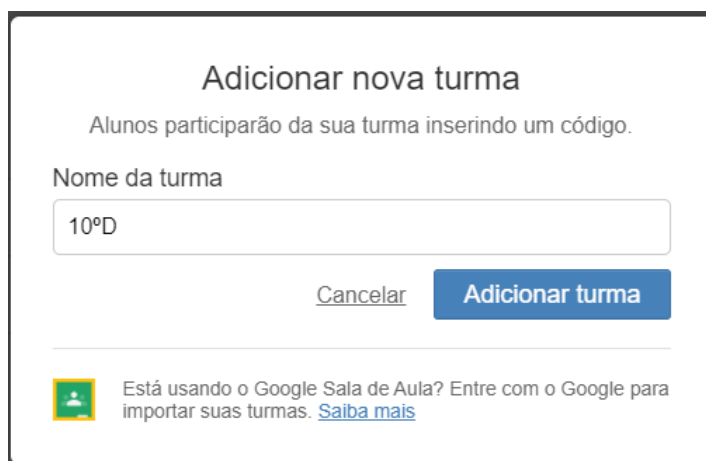 Adicionar nova turma
Alunos participarão da sua turma inserindo um código.
Nome da turma
10ºD
Cancelar
Adicionar turma
Está usando o Google Sala de Aula? Entre com o Google para
importar suas turmas. Saiba mais